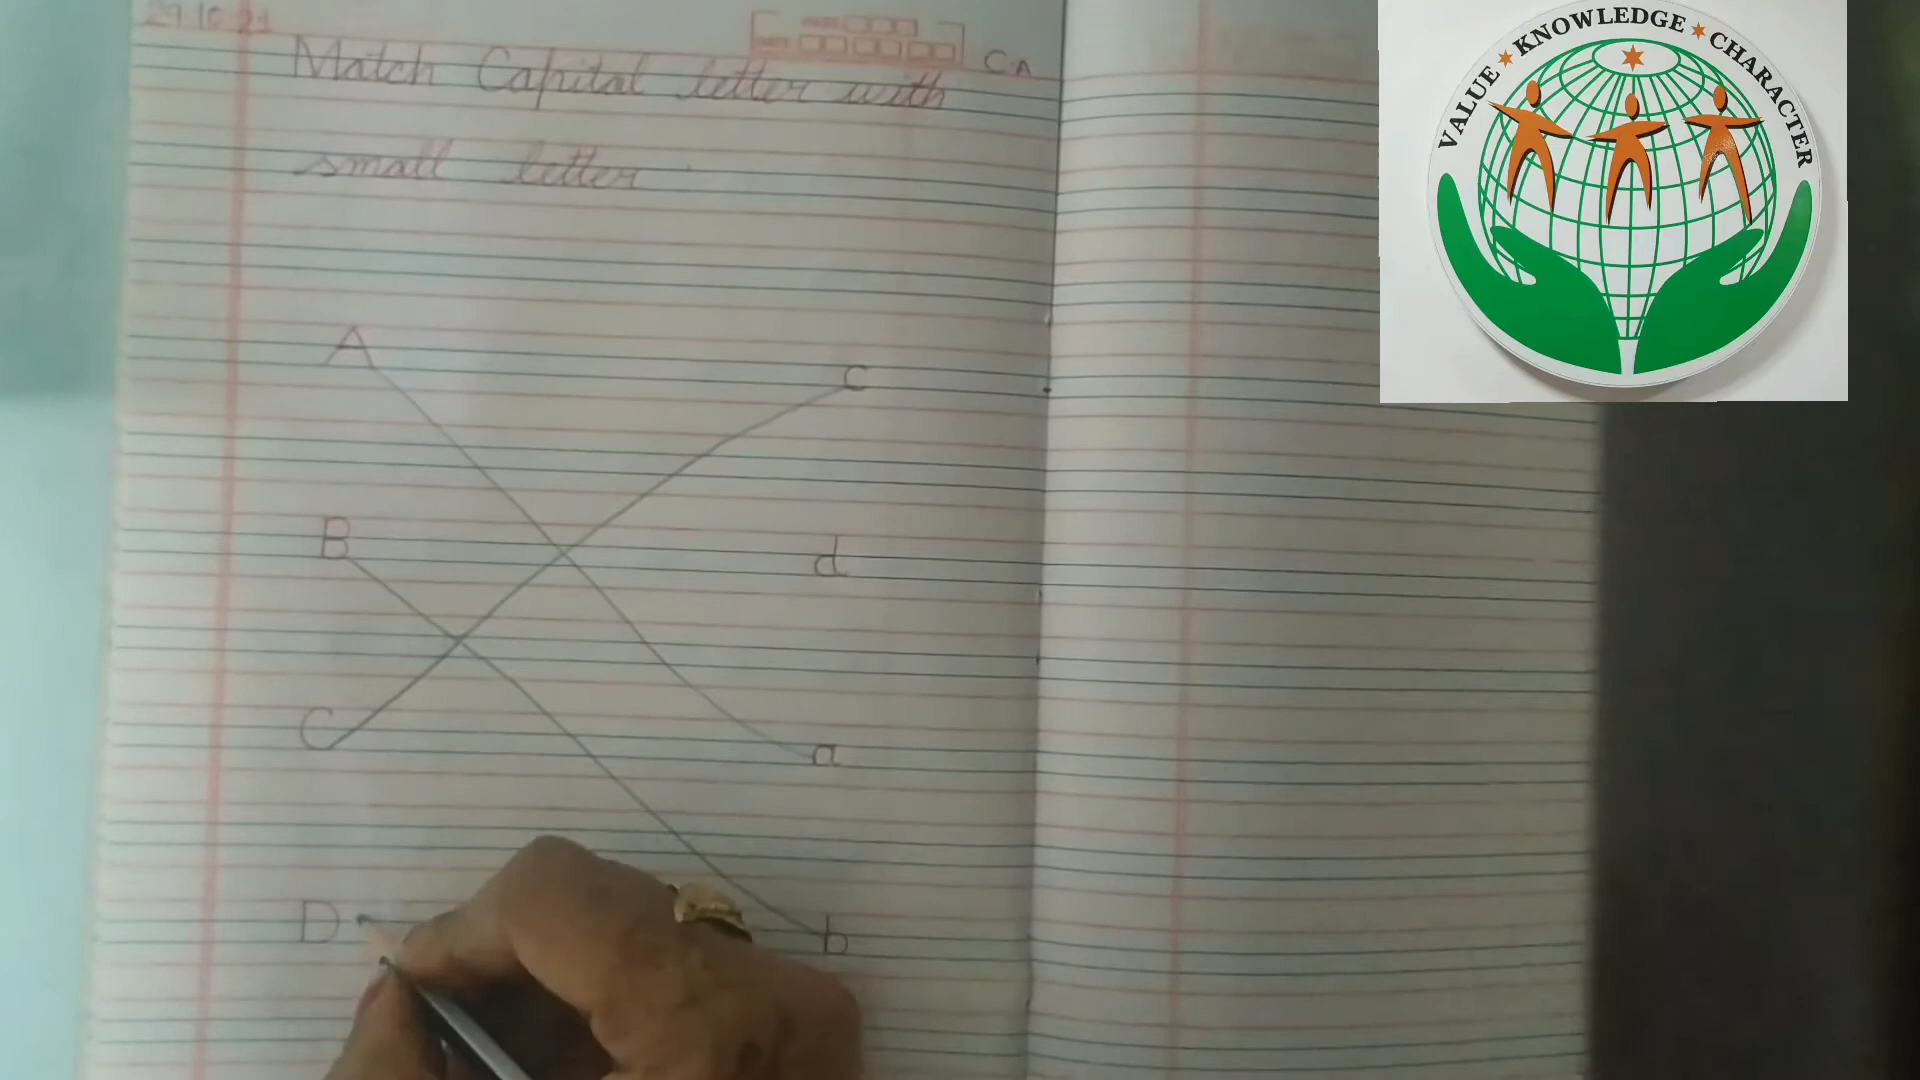 29.10.21
C.A
Match Capital letter with
small letter.
A c
B d
C a
D b
VALUE ★ KNOWLEDGE ★ CHARACTER